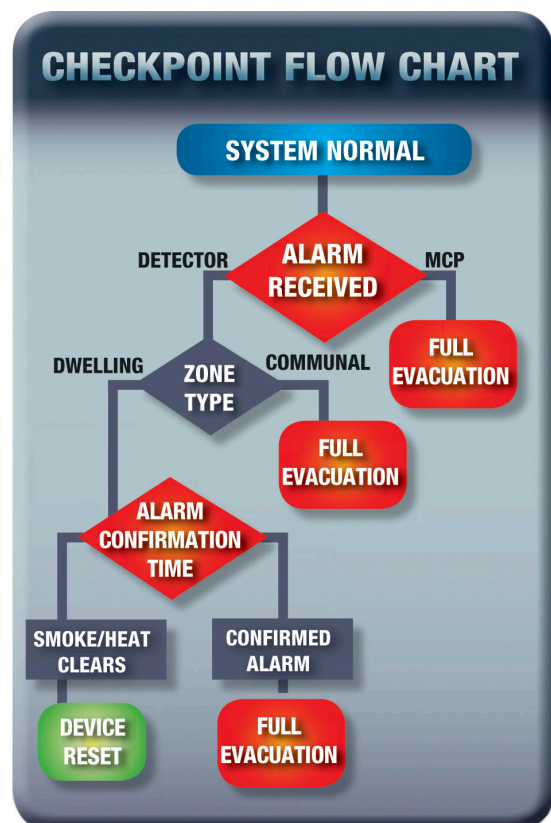 CHECKPOINT FLOW CHART
SYSTEM NORMAL
DETECTOR
ALARM
RECEIVED
MCP
FULL
EVACUATION
DWELLING
ZONE
TYPE
COMMUNAL
FULL
EVACUATION
ALARM
CONFIRMATION
TIME
SMOKE/HEAT
CLEARS
CONFIRMED
ALARM
DEVICE
RESET
FULL
EVACUATION